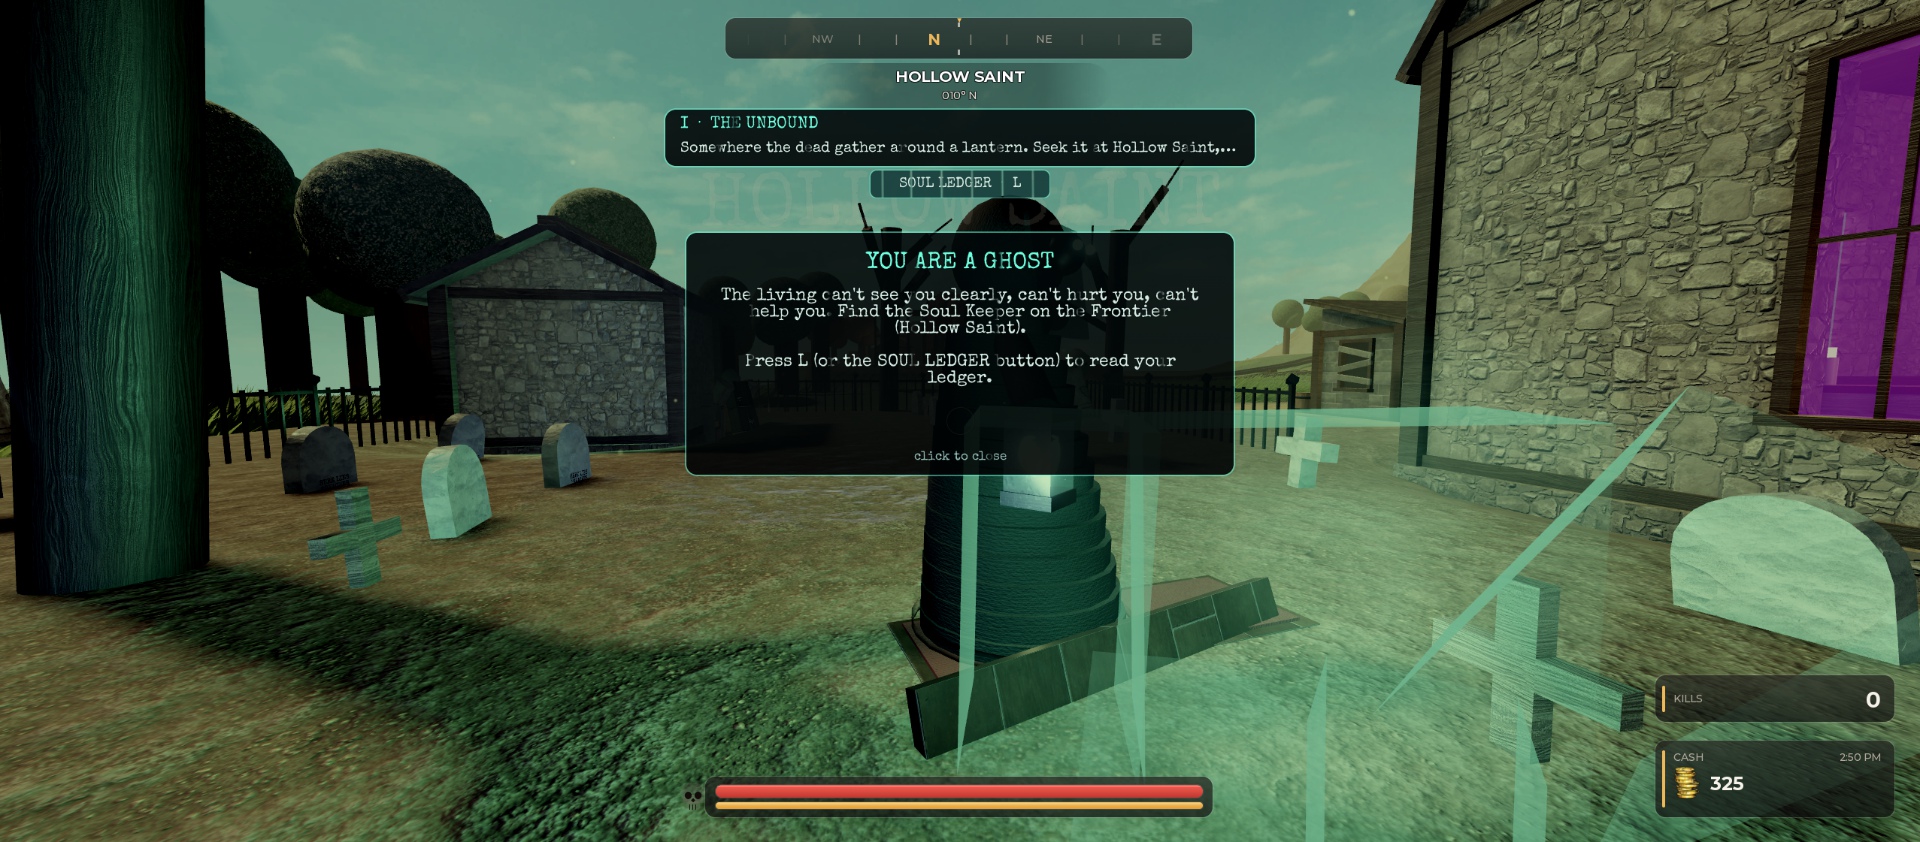 NW N NE E
HOLLOW SAINT
010° N
I · THE UNBOUND
Somewhere the dead gather around a lantern. Seek it at Hollow Saint,...
SOUL LEDGER L
HOLLOW SAINT
YOU ARE A GHOST
The living can't see you clearly, can't hurt you, can't
help you. Find the Soul Keeper on the Frontier
(Hollow Saint).
Press L (or the SOUL LEDGER button) to read your
ledger.
click to close
KILLS 0
CASH 2:50 PM
325